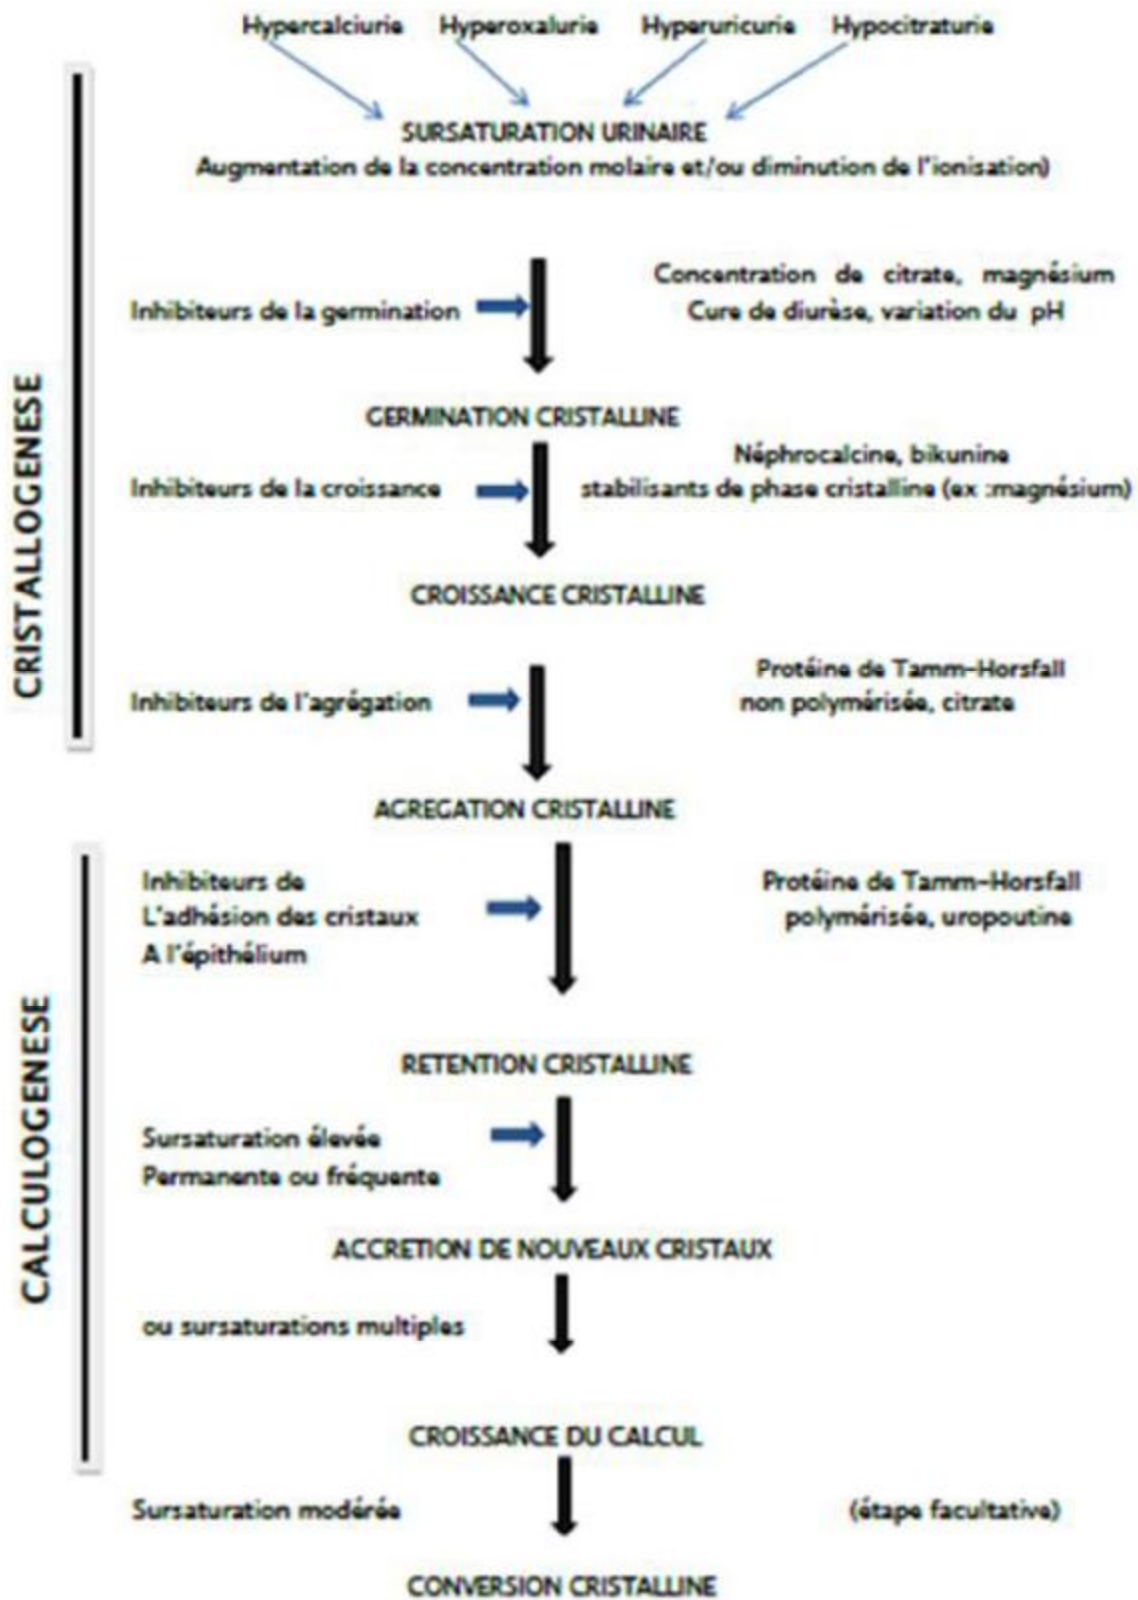 Hypercalciurie Hyperoxalurie Hyperuricurie Hypocitraturie
SURSATURATION URINAIRE
Augmentation de la concentration molaire et/ou diminution de l'ionisation)
Concentration de citrate, magnésium
Inhibiteurs de la germination Cure de diurèse, variation du pH
GERMINATION CRISTALLINE
Néphrocalcine, bikunine
Inhibiteurs de la croissance stabilisants de phase cristalline (ex :magnésium)
CROISSANCE CRISTALLINE
Protéine de Tamm-Horsfall
Inhibiteurs de l'agrégation non polymérisée, citrate
AGREGATION CRISTALLINE
CRISTALLOGENESE
Inhibiteurs de Protéine de Tamm-Horsfall
L'adhésion des cristaux polymérisée, uropoutine
A l'épithélium
RETENTION CRISTALLINE
Sursaturation élevée
Permanente ou fréquente
ACCRETION DE NOUVEAUX CRISTAUX
ou sursaturations multiples
CROISSANCE DU CALCUL
CALCULOGENESE
Sursaturation modérée (étape facultative)
CONVERSION CRISTALLINE